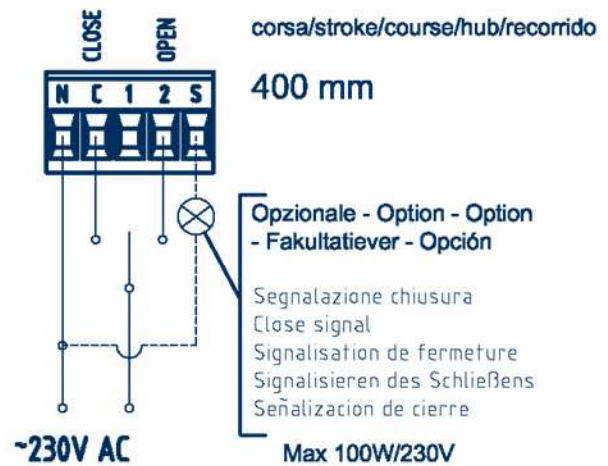 CLOSE
OPEN
corsa/stroke/course/hub/recorrido
N C 1 2 S
400 mm
Opzionale - Option - Option
- Fakultatiever - Opción
Segnalazione chiusura
Close signal
Signalisation de fermeture
Signalisieren des Schließens
Señalizacion de cierre
~230V AC
Max 100W/230V